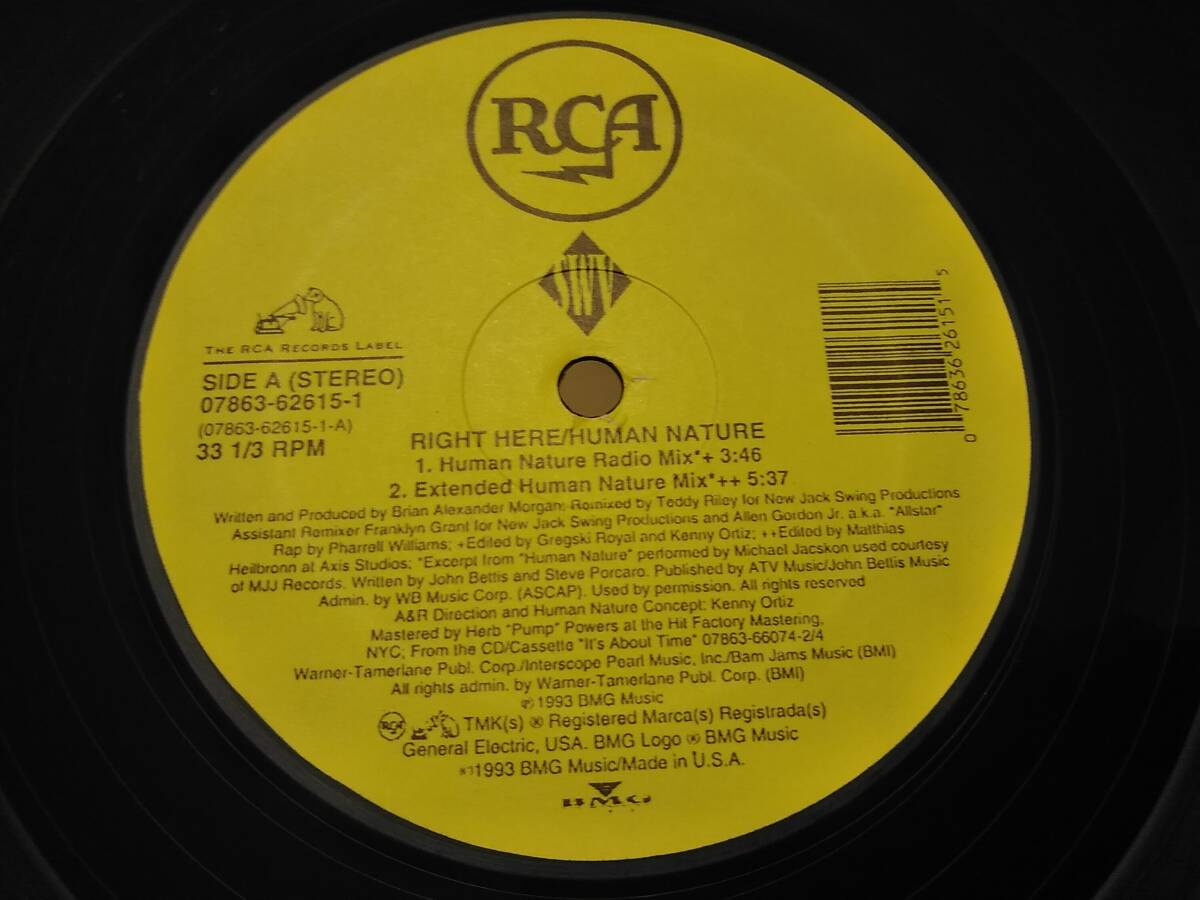 RCA
SWV
THE RCA RECORDS LABEL
SIDE A (STEREO)
07863-62615-1
(07863-62615-1-A)
33 1/3 RPM
0 78636 26151 5
RIGHT HERE/HUMAN NATURE
1. Human Nature Radio Mix*+ 3:46
2. Extended Human Nature Mix*++ 5:37
Written and Produced by Brian Alexander Morgan; Remixed by Teddy Riley for New Jack Swing Productions
Assistant Remixer Franklyn Grant for New Jack Swing Productions and Allen Gordon Jr. a.k.a. "Allstar"
Rap by Pharrell Williams; +Edited by Gregski Royal and Kenny Ortiz; ++Edited by Matthias
Heilbronn at Axis Studios; *Excerpt from "Human Nature" performed by Michael Jacskon used courtesy
of MJJ Records. Written by John Bettis and Steve Porcaro. Published by ATV Music/John Bettis Music
Admin. by WB Music Corp. (ASCAP). Used by permission. All rights reserved
A&R Direction and Human Nature Concept: Kenny Ortiz
Mastered by Herb "Pump" Powers at the Hit Factory Mastering,
NYC; From the CD/Cassette "It's About Time" 07863-66074-2/4
Warner-Tamerlane Publ. Corp./Interscope Pearl Music, Inc./Bam Jams Music (BMI)
All rights admin. by Warner-Tamerlane Publ. Corp. (BMI)
℗1993 BMG Music
RCA TMK(s) ® Registered Marca(s) Registrada(s)
General Electric, USA. BMG Logo ® BMG Music
©1993 BMG Music/Made in U.S.A.
BMG